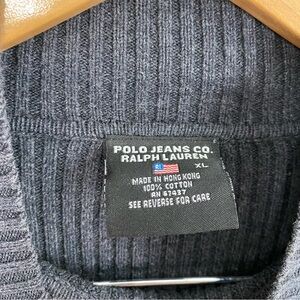 POLO JEANS CO.
RALPH LAUREN
XL
MADE IN HONG KONG
100% COTTON
RN 67437
SEE REVERSE FOR CARE